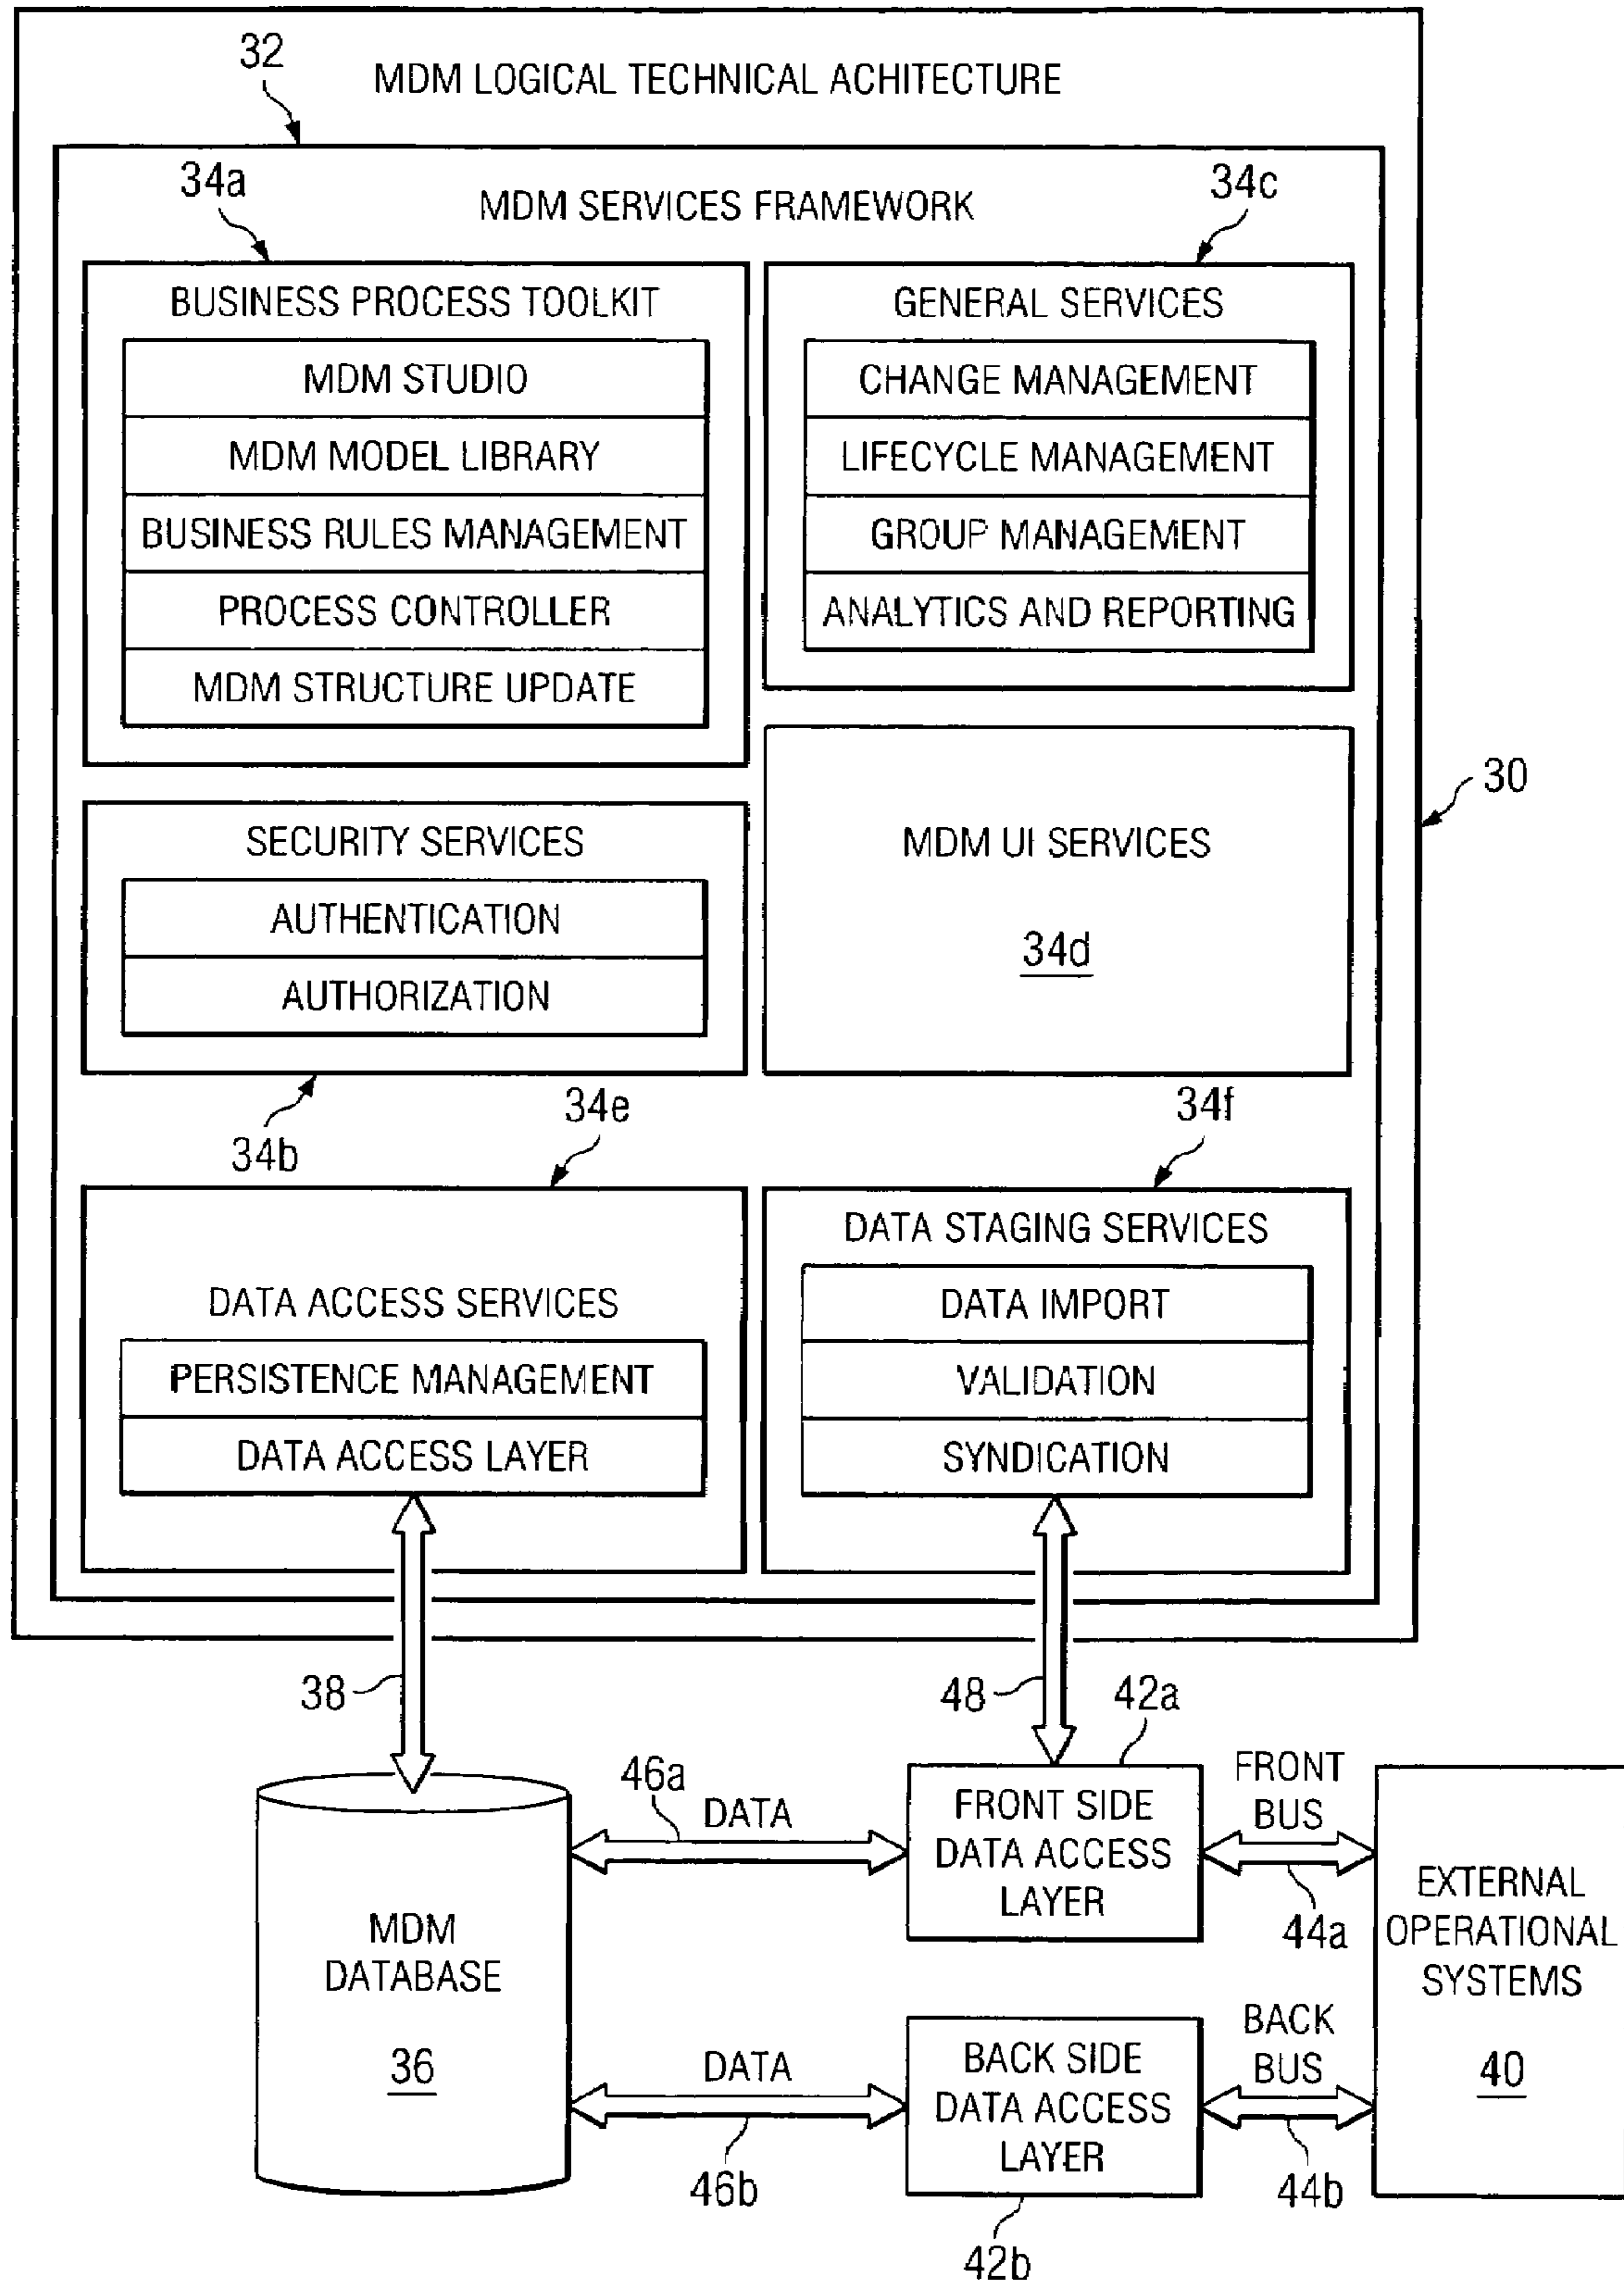 MDM LOGICAL TECHNICAL ACHITECTURE
32
MDM SERVICES FRAMEWORK
34a
34c
BUSINESS PROCESS TOOLKIT
MDM STUDIO
MDM MODEL LIBRARY
BUSINESS RULES MANAGEMENT
PROCESS CONTROLLER
MDM STRUCTURE UPDATE
GENERAL SERVICES
CHANGE MANAGEMENT
LIFECYCLE MANAGEMENT
GROUP MANAGEMENT
ANALYTICS AND REPORTING
30
SECURITY SERVICES
AUTHENTICATION
AUTHORIZATION
34b
MDM UI SERVICES
34d
34e
34f
DATA ACCESS SERVICES
PERSISTENCE MANAGEMENT
DATA ACCESS LAYER
DATA STAGING SERVICES
DATA IMPORT
VALIDATION
SYNDICATION
38
48
42a
MDM
DATABASE
36
46a
DATA
FRONT SIDE
DATA ACCESS
LAYER
FRONT
BUS
44a
EXTERNAL
OPERATIONAL
SYSTEMS
40
DATA
46b
BACK SIDE
DATA ACCESS
LAYER
BACK
BUS
44b
42b